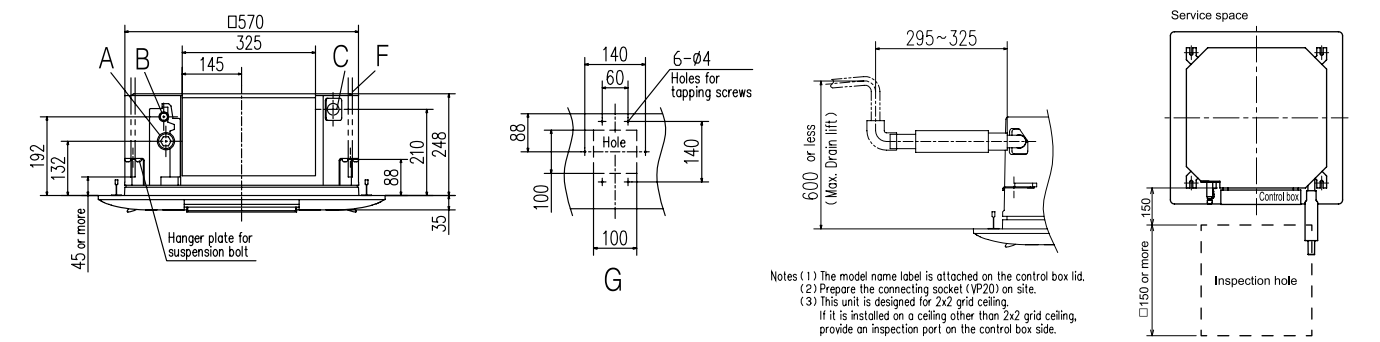 □570
325
145
A
B
C
F
192
132
45 or more
88
210
248
35
Hanger plate for
suspension bolt
140
60
6-ø4
Holes for
tapping screws
88
Hole
100
140
100
G
295~325
600 or less
(Max. Drain lift)
Notes (1) The model name label is attached on the control box lid.
(2) Prepare the connecting socket (VP20) on site.
(3) This unit is designed for 2x2 grid ceiling.
If it is installed on a ceiling other than 2x2 grid ceiling,
provide an inspection port on the control box side.
Service space
Control box
150
□150 or more
Inspection hole